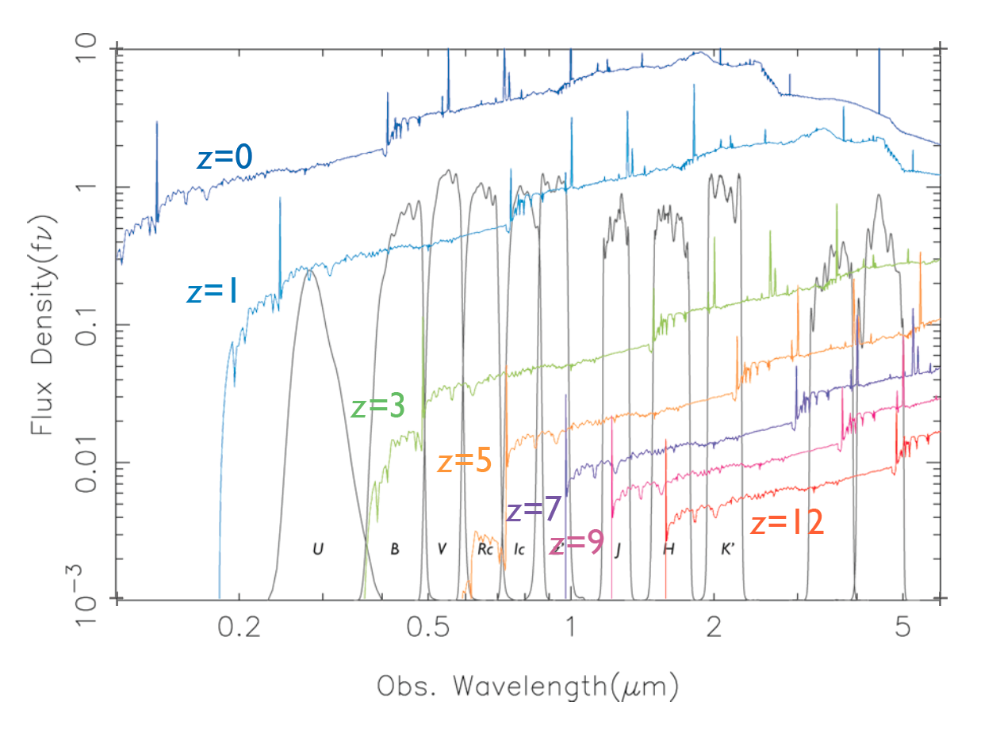 10
1
0.1
0.01
10⁻³
Flux Density(fν)
z=0
z=1
z=3
z=5
z=7
z=9
z=12
U B V Rc Ic z' J H K'
0.2 0.5 1 2 5
Obs. Wavelength(μm)